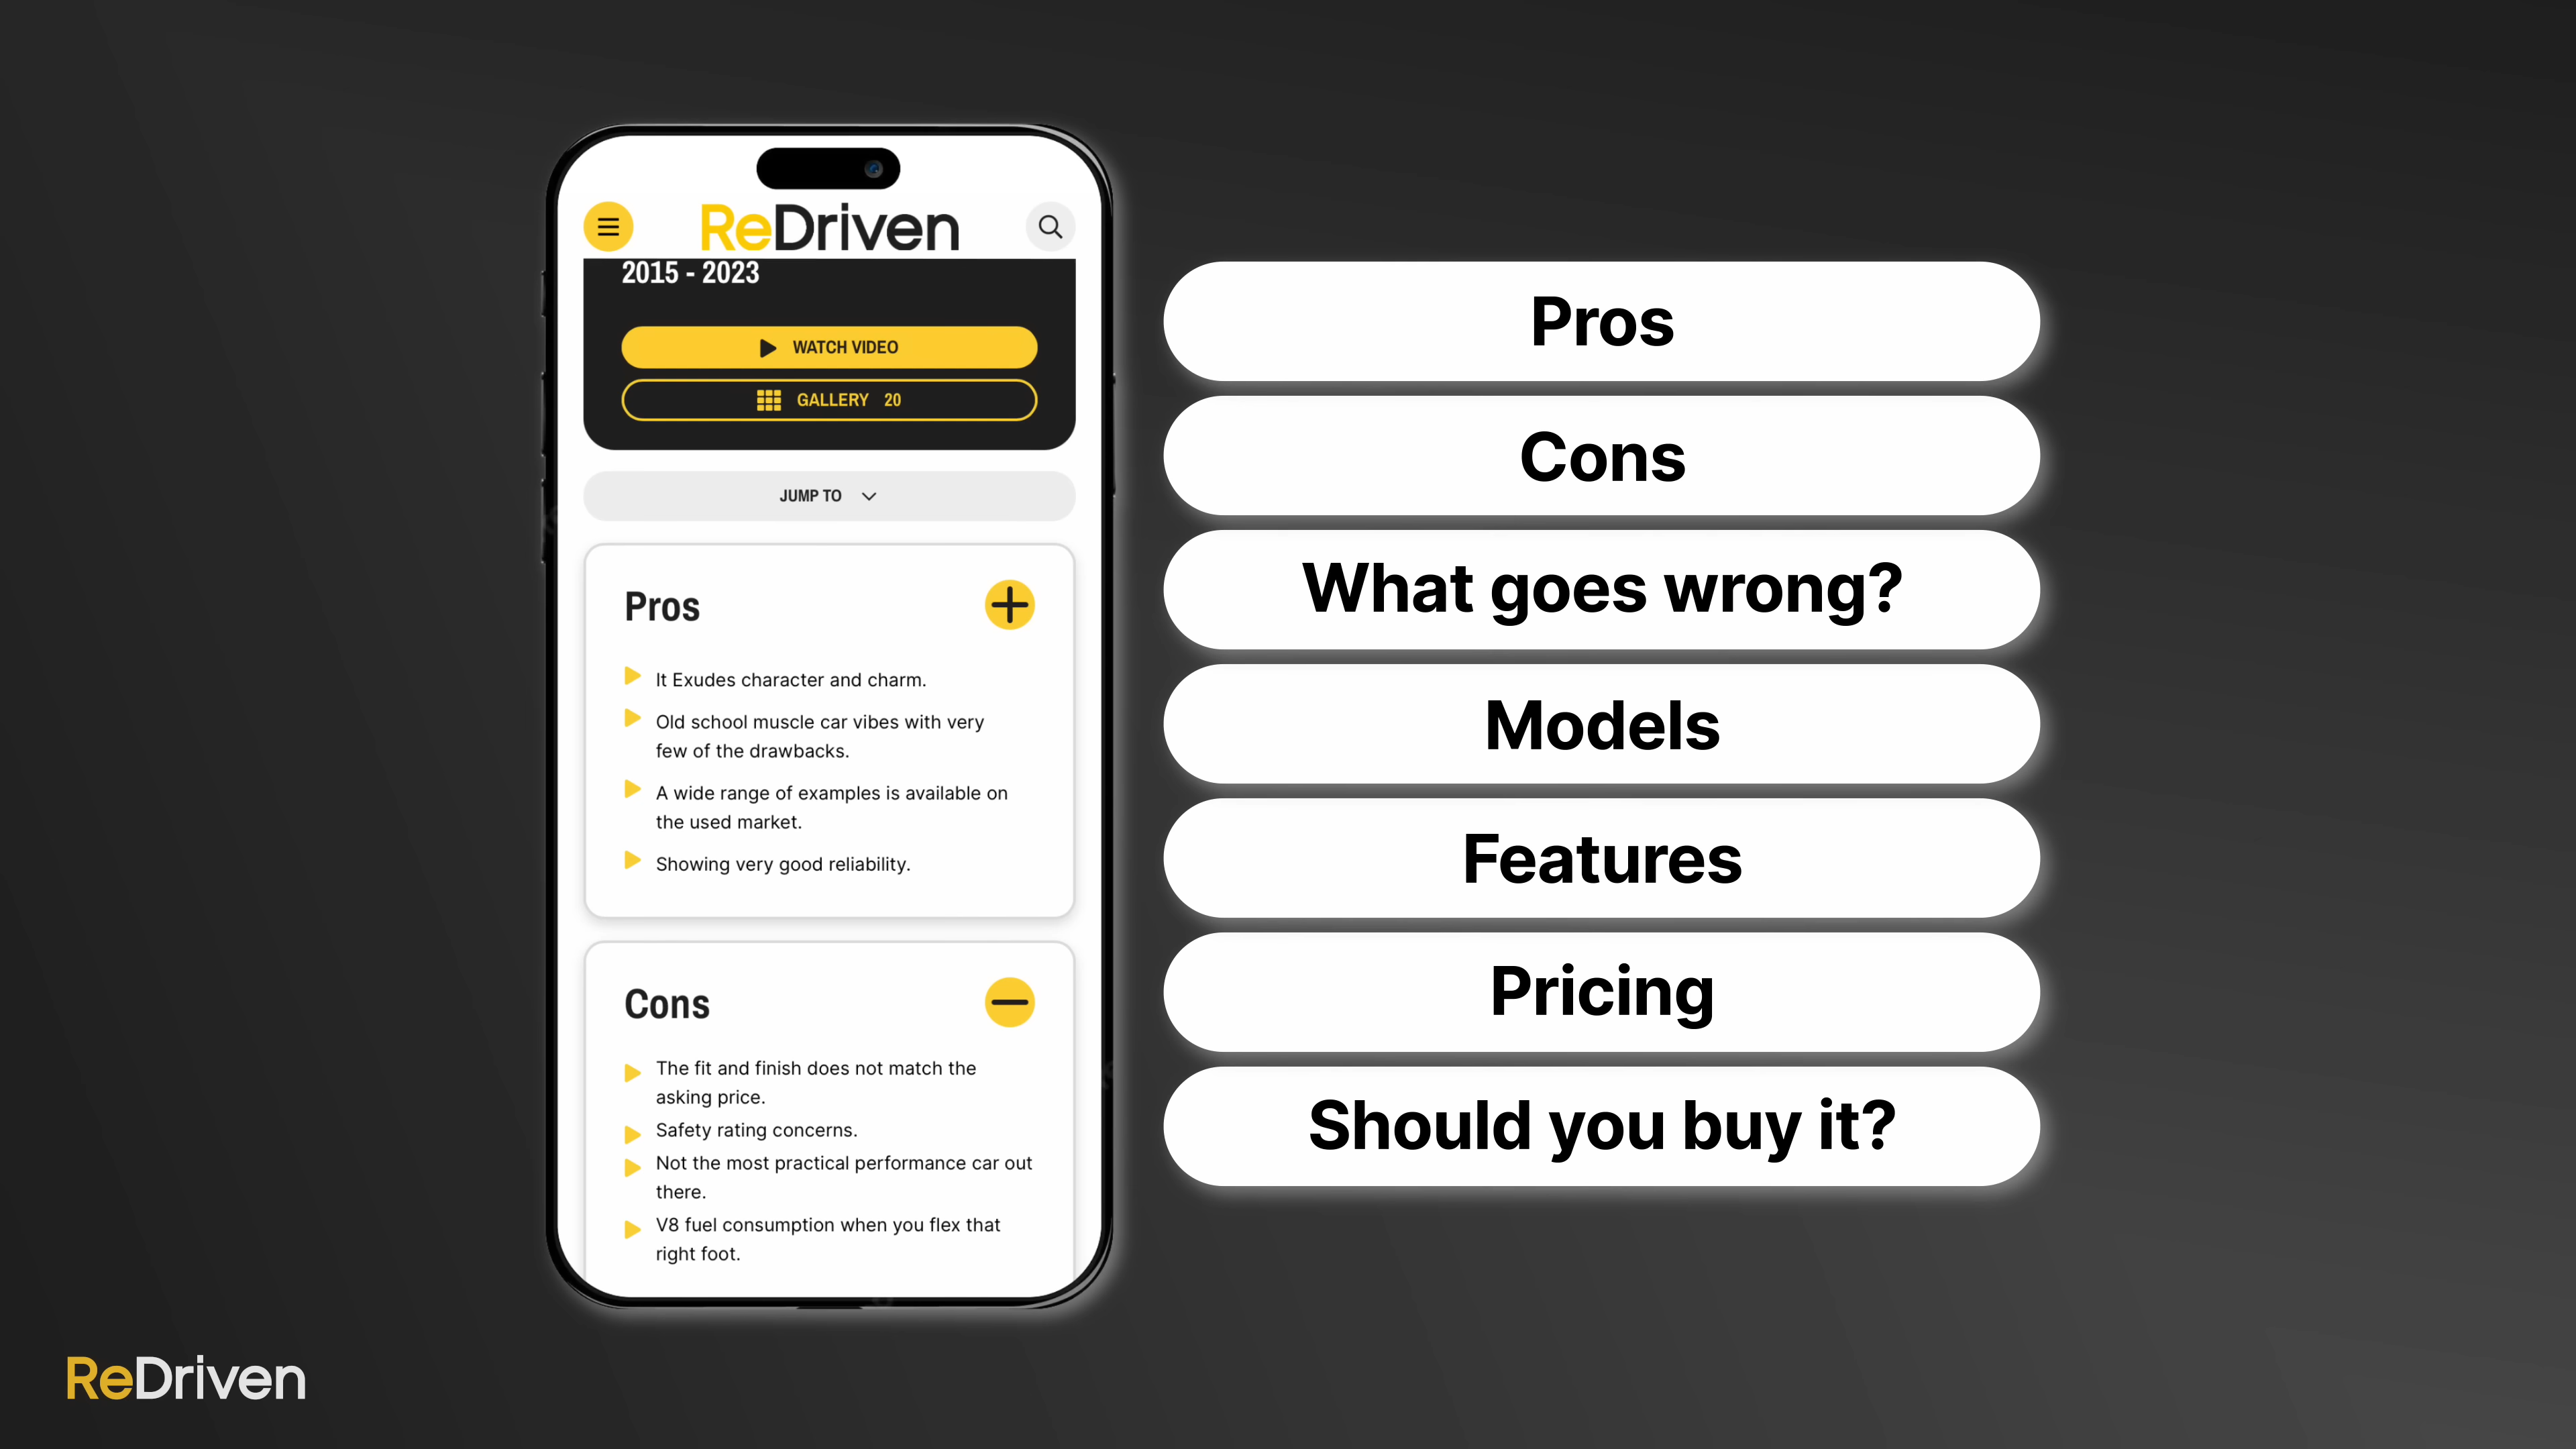 ReDriven
2015 - 2023
WATCH VIDEO
GALLERY 20
JUMP TO
Pros
It Exudes character and charm.
Old school muscle car vibes with very
few of the drawbacks.
A wide range of examples is available on
the used market.
Showing very good reliability.
Cons
The fit and finish does not match the
asking price.
Safety rating concerns.
Not the most practical performance car out
there.
V8 fuel consumption when you flex that
right foot.
Pros
Cons
What goes wrong?
Models
Features
Pricing
Should you buy it?
ReDriven